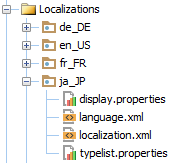 Localizations
de_DE
en_US
fr_FR
ja_JP
display.properties
language.xml
localization.xml
typelist.properties